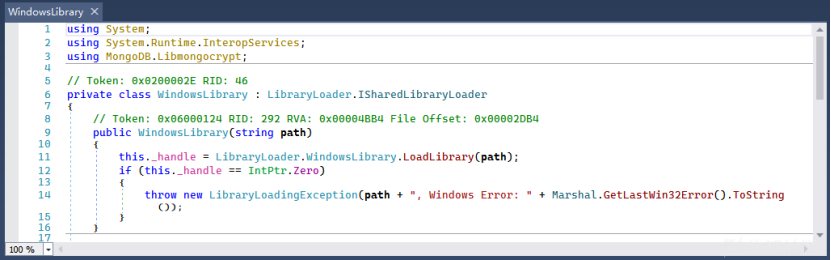 WindowsLibrary ×
1 using System;
2 using System.Runtime.InteropServices;
3 using MongoDB.Libmongocrypt;
4
5 // Token: 0x0200002E RID: 46
6 private class WindowsLibrary : LibraryLoader.ISharedLibraryLoader
7 {
8 // Token: 0x06000124 RID: 292 RVA: 0x00004BB4 File Offset: 0x00002DB4
9 public WindowsLibrary(string path)
10 {
11 this._handle = LibraryLoader.WindowsLibrary.LoadLibrary(path);
12 if (this._handle == IntPtr.Zero)
13 {
14 throw new LibraryLoadingException(path + ", Windows Error: " + Marshal.GetLastWin32Error().ToString
());
15 }
16 }
17
100 %